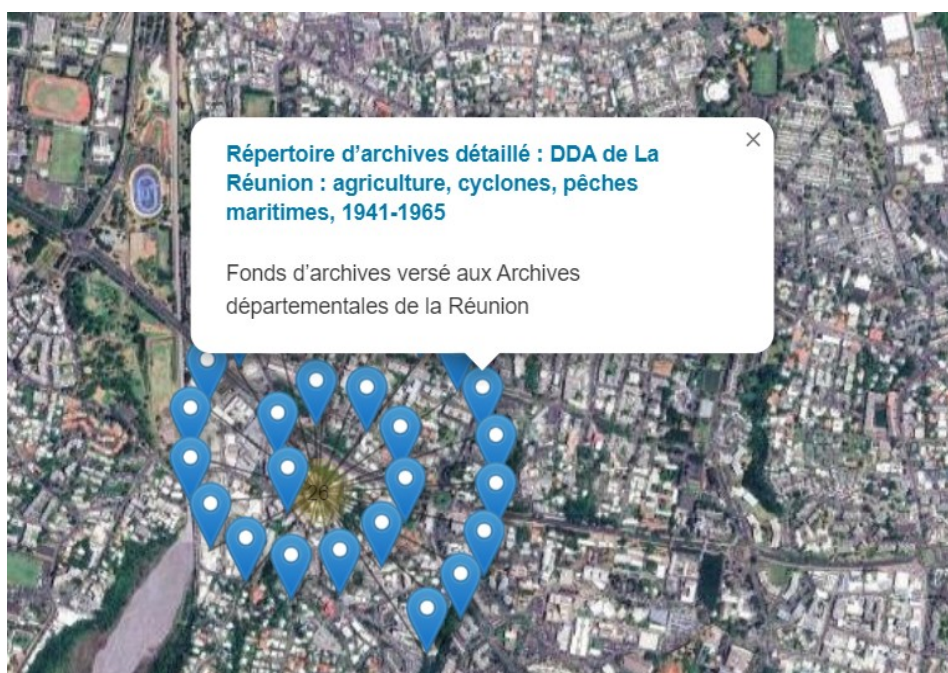 Répertoire d’archives détaillé : DDA de La
Réunion : agriculture, cyclones, pêches
maritimes, 1941-1965
Fonds d’archives versé aux Archives
départementales de la Réunion
26